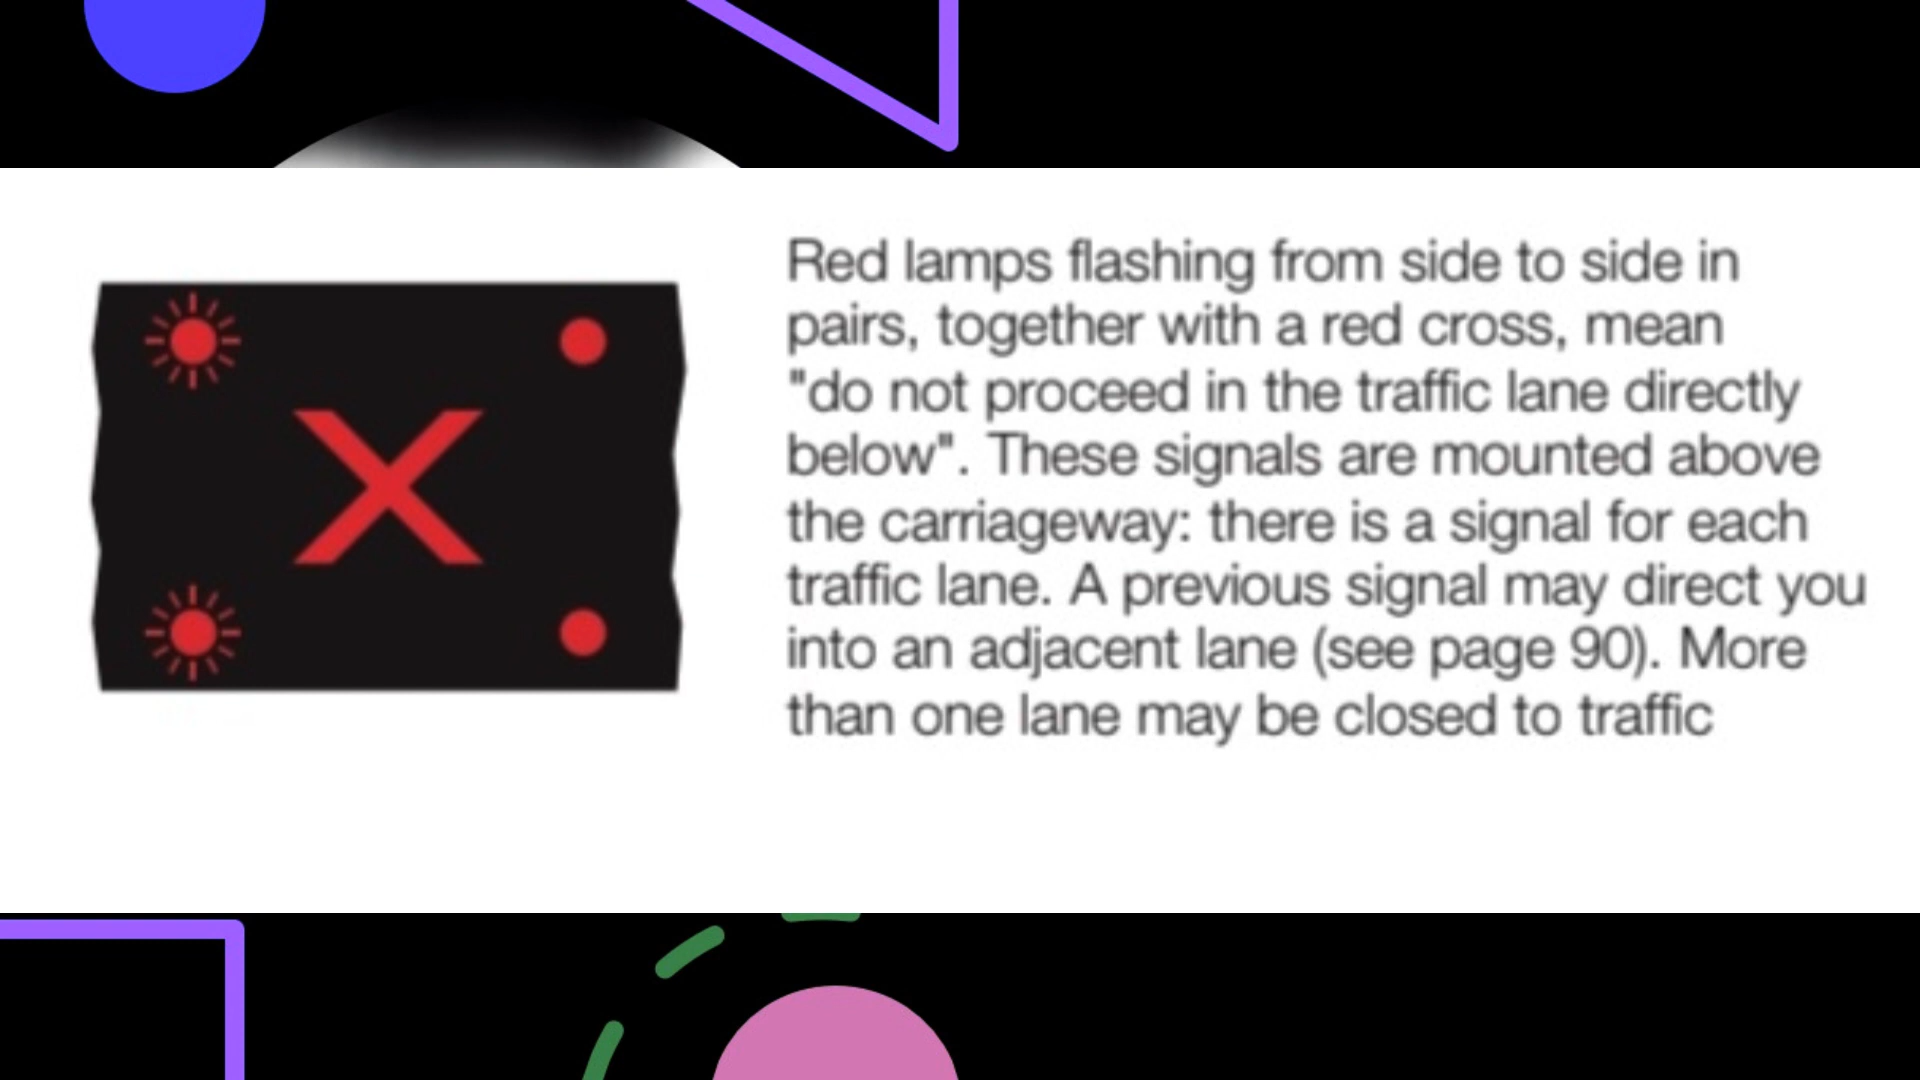 Red lamps flashing from side to side in
pairs, together with a red cross, mean
"do not proceed in the traffic lane directly
below". These signals are mounted above
the carriageway: there is a signal for each
traffic lane. A previous signal may direct you
into an adjacent lane (see page 90). More
than one lane may be closed to traffic